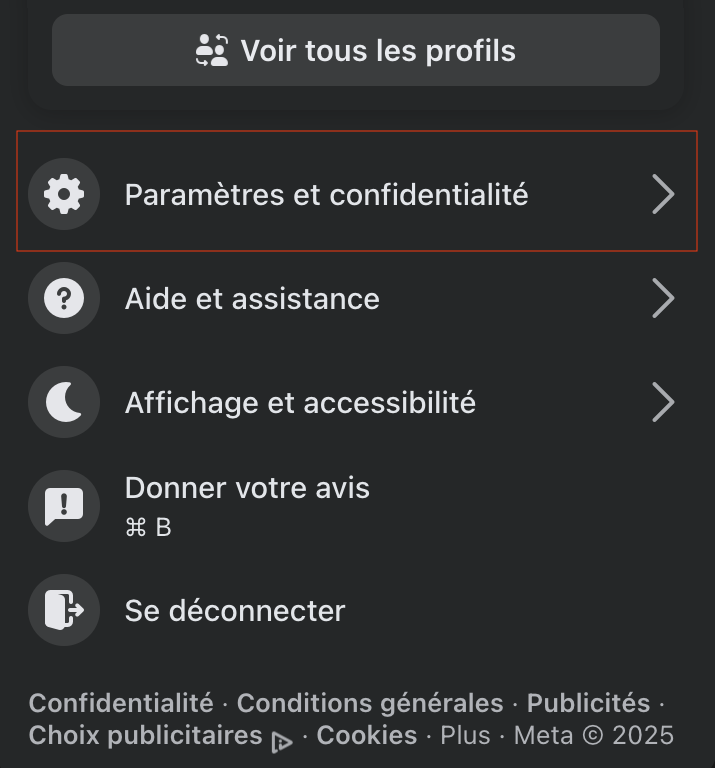 Voir tous les profils
Paramètres et confidentialité
Aide et assistance
Affichage et accessibilité
Donner votre avis
⌘ B
Se déconnecter
Confidentialité · Conditions générales · Publicités ·
Choix publicitaires · Cookies · Plus · Meta © 2025